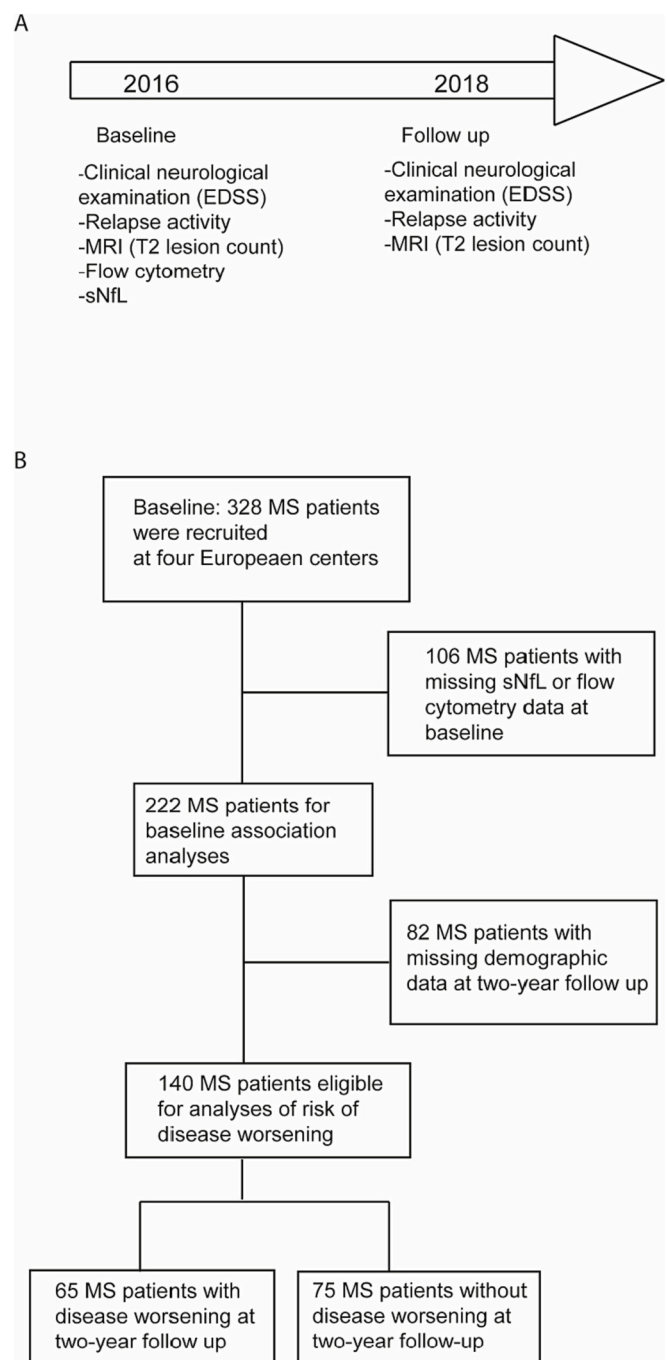 A
2016
2018
Baseline
Follow up
-Clinical neurological
examination (EDSS)
-Relapse activity
-MRI (T2 lesion count)
-Flow cytometry
-sNfL
-Clinical neurological
examination (EDSS)
-Relapse activity
-MRI (T2 lesion count)
B
Baseline: 328 MS patients
were recruited
at four Europeaen centers
106 MS patients with
missing sNfL or flow
cytometry data at
baseline
222 MS patients for
baseline association
analyses
82 MS patients with
missing demographic
data at two-year follow up
140 MS patients eligible
for analyses of risk of
disease worsening
65 MS patients with
disease worsening at
two-year follow up
75 MS patients without
disease worsening at
two-year follow-up